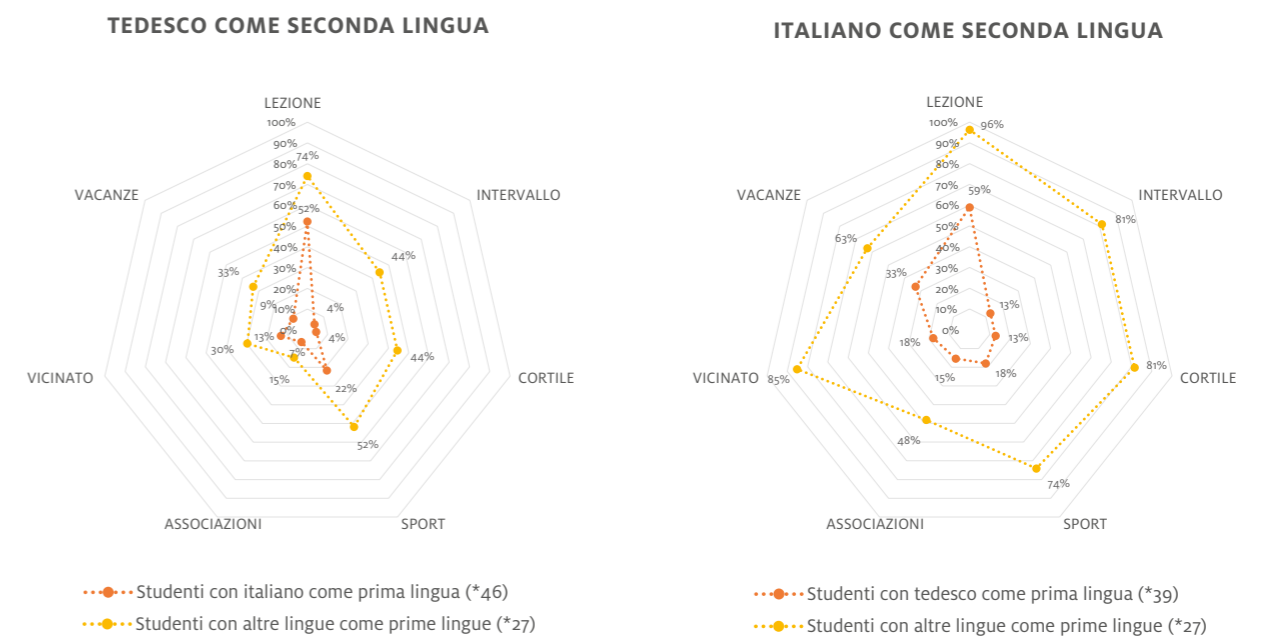 TEDESCO COME SECONDA LINGUA
LEZIONE
100%
90%
80%
74%
70%
60%
52%
50%
40%
30%
20%
10%
0%
INTERVALLO
44%
4%
CORTILE
44%
4%
SPORT
52%
22%
ASSOCIAZIONI
15%
7%
VICINATO
30%
13%
VACANZE
33%
9%
Studenti con italiano come prima lingua (*46)
Studenti con altre lingue come prime lingue (*27)
ITALIANO COME SECONDA LINGUA
LEZIONE
100%
96%
90%
80%
70%
59%
60%
50%
40%
30%
20%
10%
0%
INTERVALLO
81%
13%
CORTILE
81%
13%
SPORT
74%
18%
ASSOCIAZIONI
48%
15%
VICINATO
85%
18%
VACANZE
63%
33%
Studenti con tedesco come prima lingua (*39)
Studenti con altre lingue come prime lingue (*27)